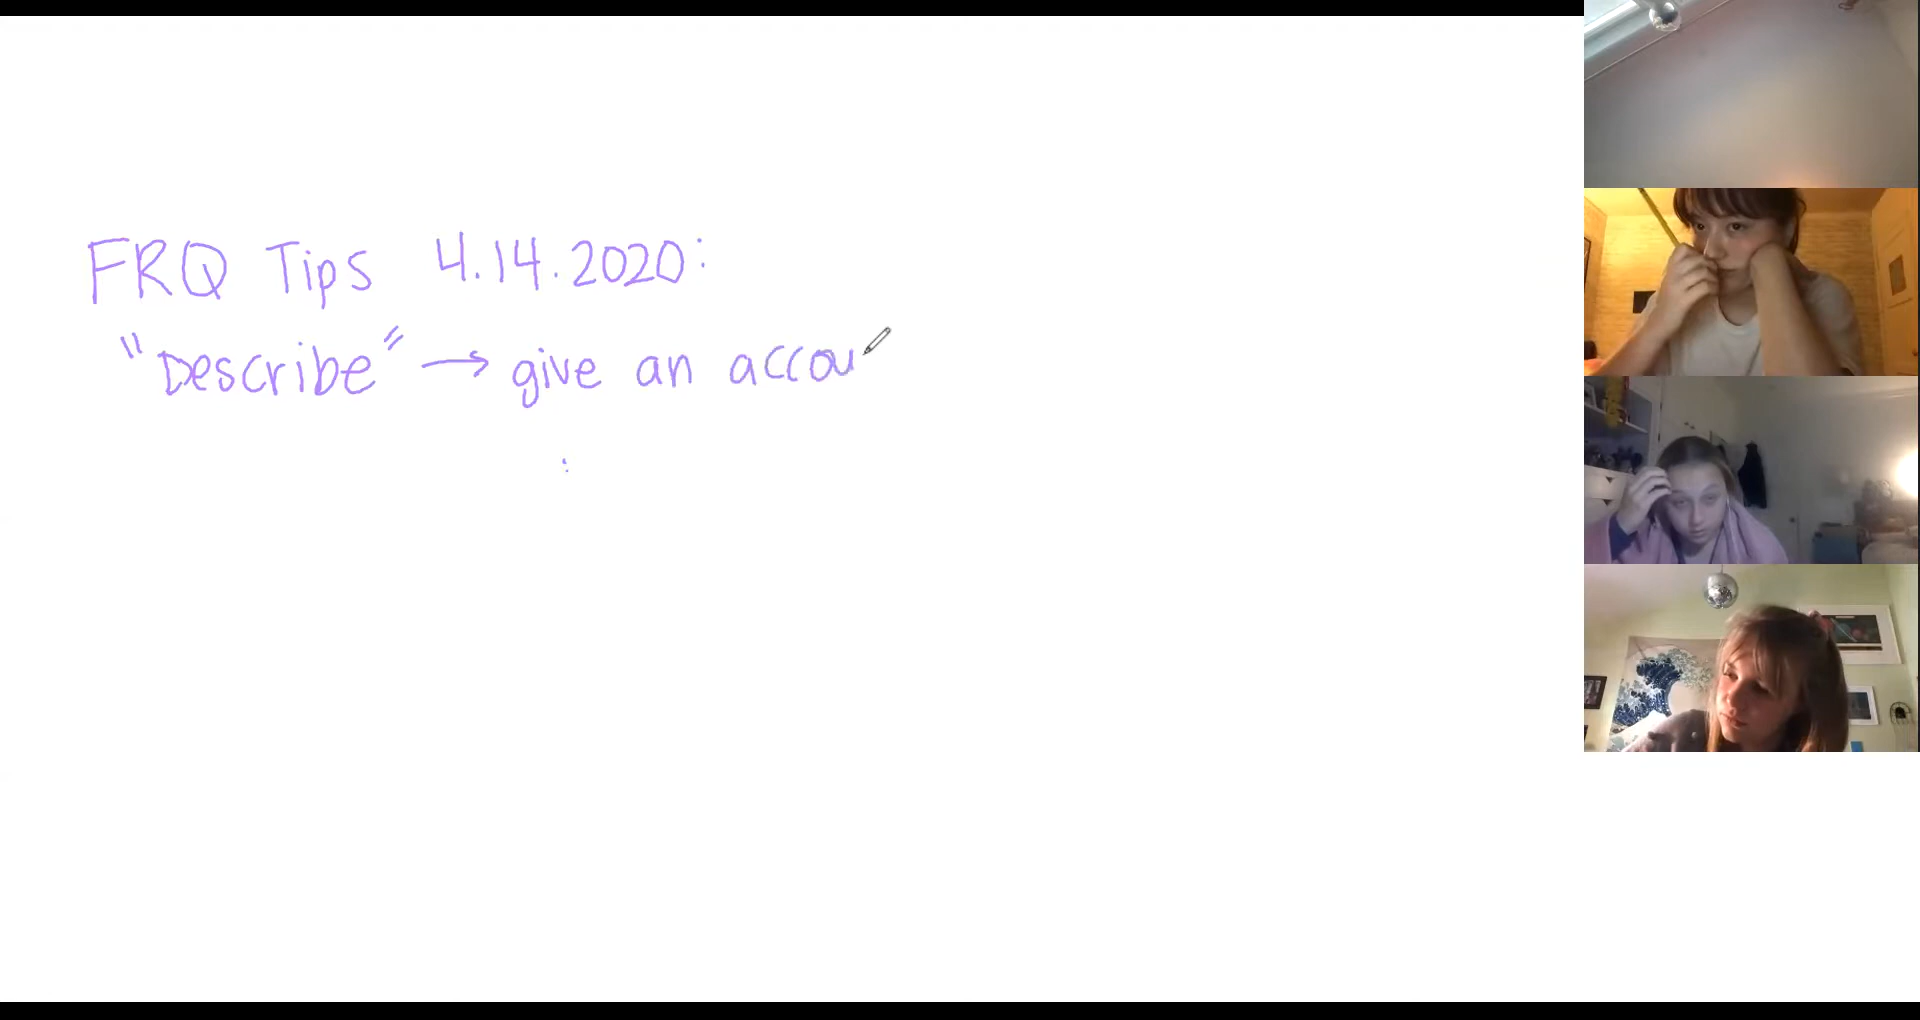 FRQ Tips 4.14.2020:
"Describe" → give an accou